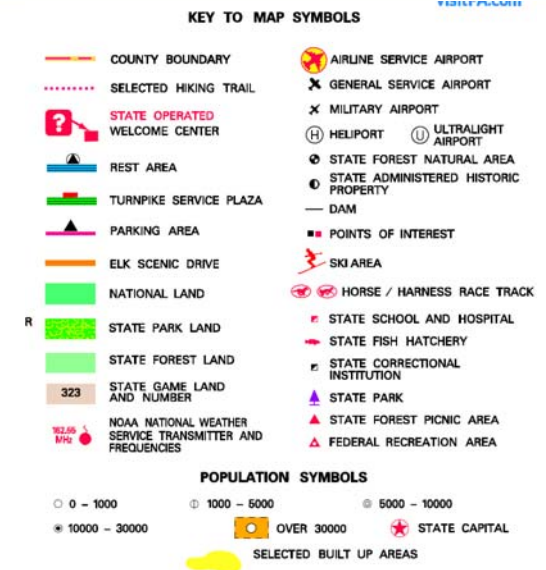 VisitPA.com
KEY TO MAP SYMBOLS
COUNTY BOUNDARY
SELECTED HIKING TRAIL
?
STATE OPERATED
WELCOME CENTER
REST AREA
TURNPIKE SERVICE PLAZA
PARKING AREA
ELK SCENIC DRIVE
NATIONAL LAND
R
STATE PARK LAND
STATE FOREST LAND
323
STATE GAME LAND
AND NUMBER
162.55
MHz
NOAA NATIONAL WEATHER
SERVICE TRANSMITTER AND
FREQUENCIES
AIRLINE SERVICE AIRPORT
GENERAL SERVICE AIRPORT
MILITARY AIRPORT
H HELIPORT
U ULTRALIGHT
AIRPORT
STATE FOREST NATURAL AREA
STATE ADMINISTERED HISTORIC
PROPERTY
DAM
POINTS OF INTEREST
SKI AREA
HORSE / HARNESS RACE TRACK
STATE SCHOOL AND HOSPITAL
STATE FISH HATCHERY
STATE CORRECTIONAL
INSTITUTION
STATE PARK
STATE FOREST PICNIC AREA
FEDERAL RECREATION AREA
POPULATION SYMBOLS
0 - 1000
1000 - 5000
5000 - 10000
10000 - 30000
OVER 30000
STATE CAPITAL
SELECTED BUILT UP AREAS